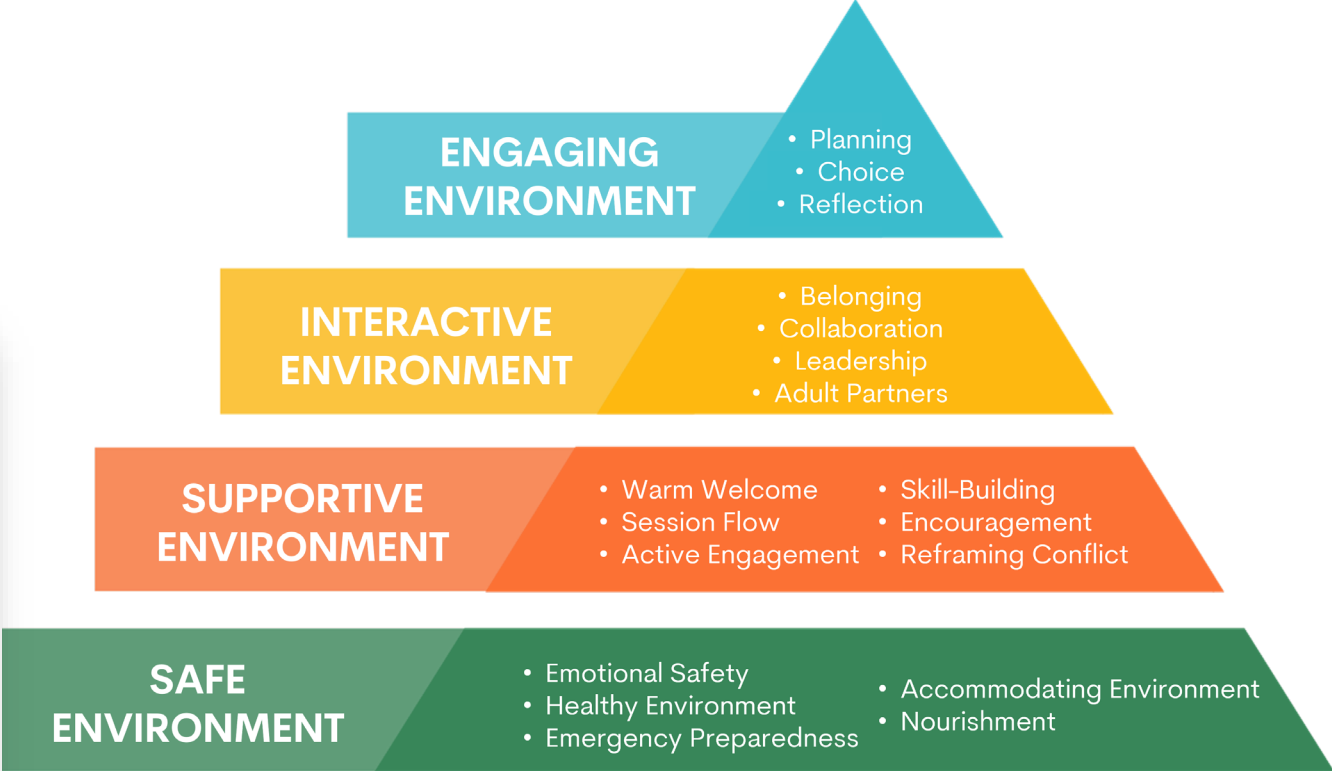 ENGAGING
ENVIRONMENT
• Planning
• Choice
• Reflection
INTERACTIVE
ENVIRONMENT
• Belonging
• Collaboration
• Leadership
• Adult Partners
SUPPORTIVE
ENVIRONMENT
• Warm Welcome
• Session Flow
• Active Engagement
• Skill-Building
• Encouragement
• Reframing Conflict
SAFE
ENVIRONMENT
• Emotional Safety
• Healthy Environment
• Emergency Preparedness
• Accommodating Environment
• Nourishment